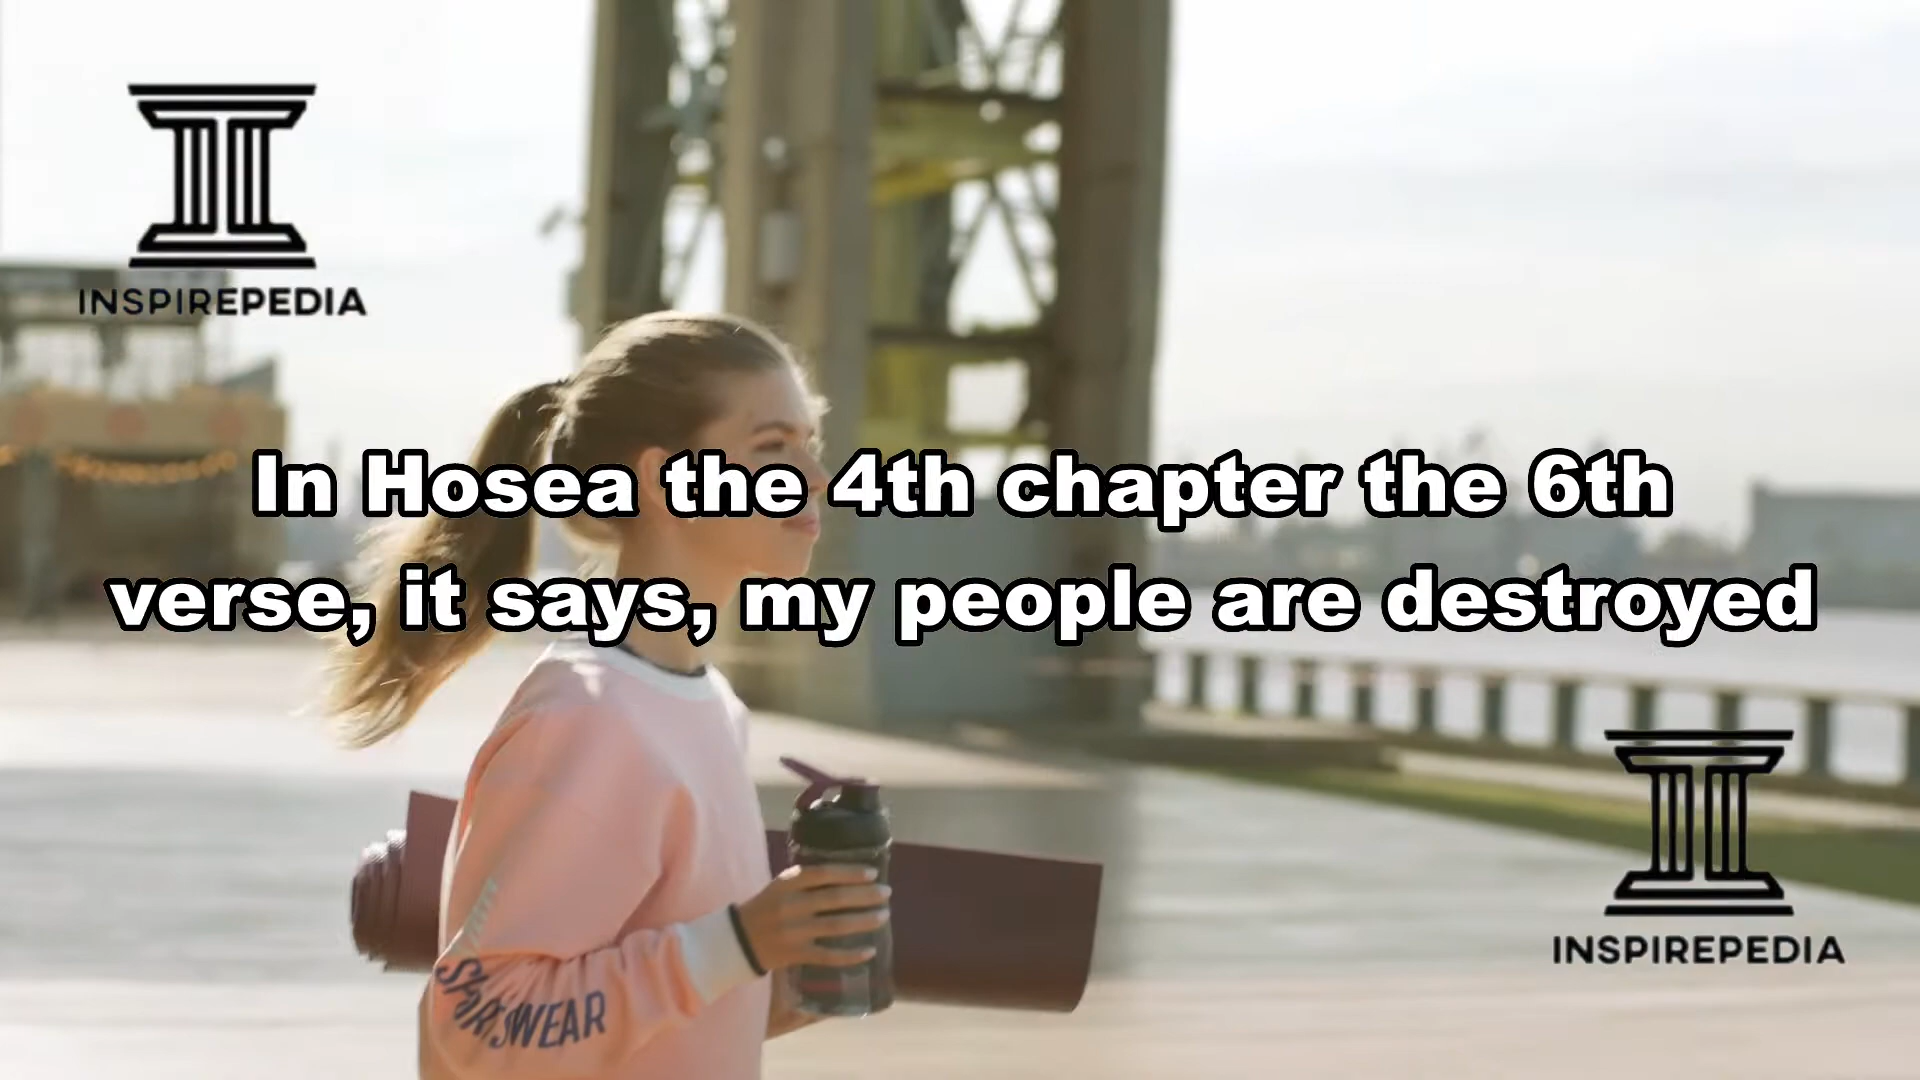 INSPIREPEDIA
In Hosea the 4th chapter the 6th
verse, it says, my people are destroyed
SPORTSWEAR
INSPIREPEDIA